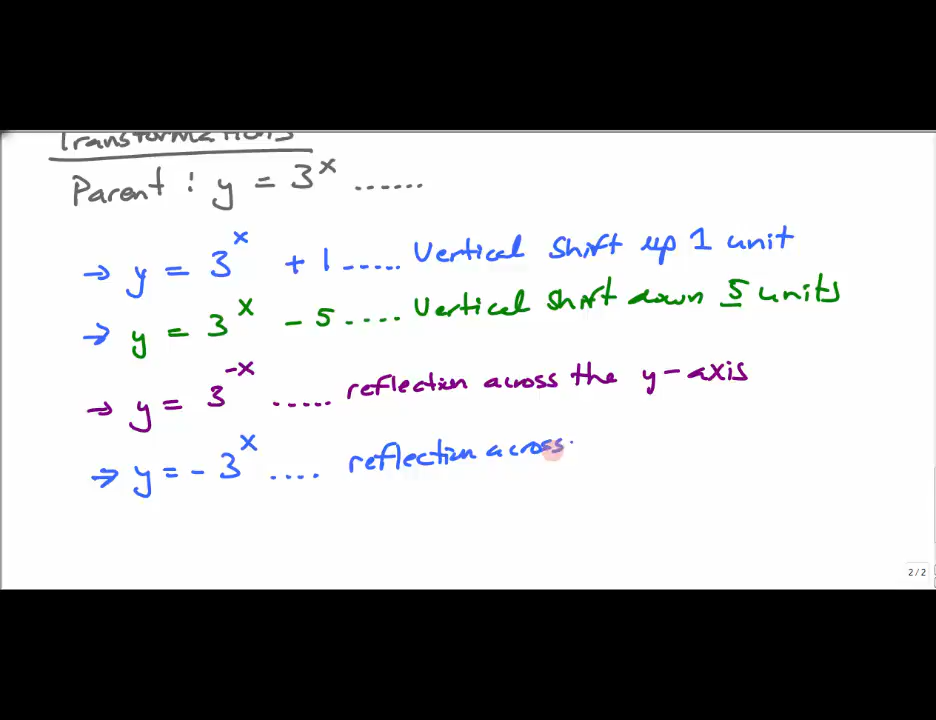 Transformations
Parent : y = 3^x ......
→ y = 3^x + 1 ..... Vertical Shift up 1 unit
→ y = 3^x - 5 .... Vertical Shift down 5 units
→ y = 3^-x ..... reflection across the y-axis
→ y = - 3^x .... reflection across
2/2